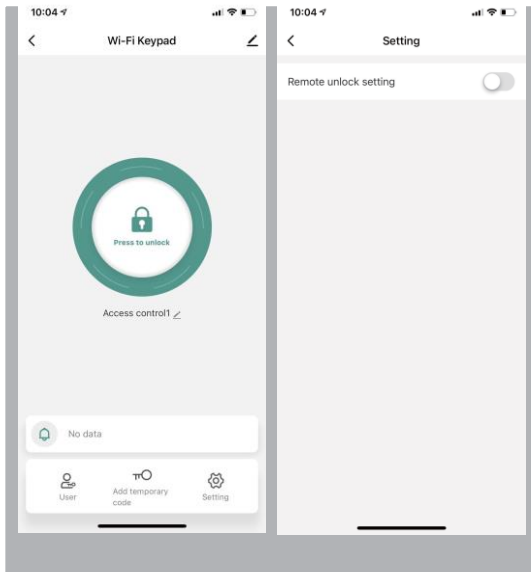 10:04
Wi-Fi Keypad
Press to unlock
Access control1
No data
User
Add temporary
code
Setting
10:04
Setting
Remote unlock setting